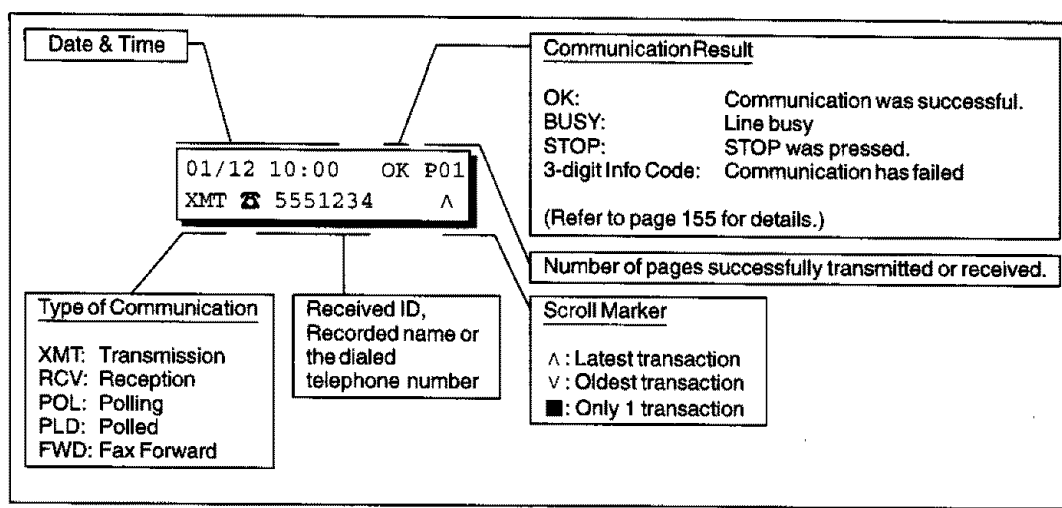 Date & Time
01/12 10:00 OK P01
XMT ☎ 5551234 ∧
Communication Result
OK: Communication was successful.
BUSY: Line busy
STOP: STOP was pressed.
3-digit Info Code: Communication has failed
(Refer to page 155 for details.)
Number of pages successfully transmitted or received.
Type of Communication
XMT: Transmission
RCV: Reception
POL: Polling
PLD: Polled
FWD: Fax Forward
Received ID,
Recorded name or
the dialed
telephone number
Scroll Marker
∧ : Latest transaction
∨ : Oldest transaction
■: Only 1 transaction